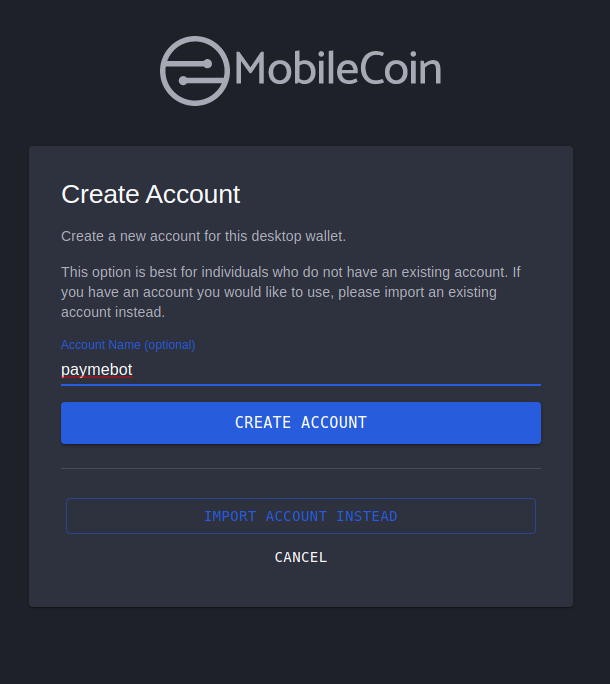 MobileCoin
Create Account
Create a new account for this desktop wallet.
This option is best for individuals who do not have an existing account. If
you have an account you would like to use, please import an existing
account instead.
Account Name (optional)
paymebot
CREATE ACCOUNT
IMPORT ACCOUNT INSTEAD
CANCEL